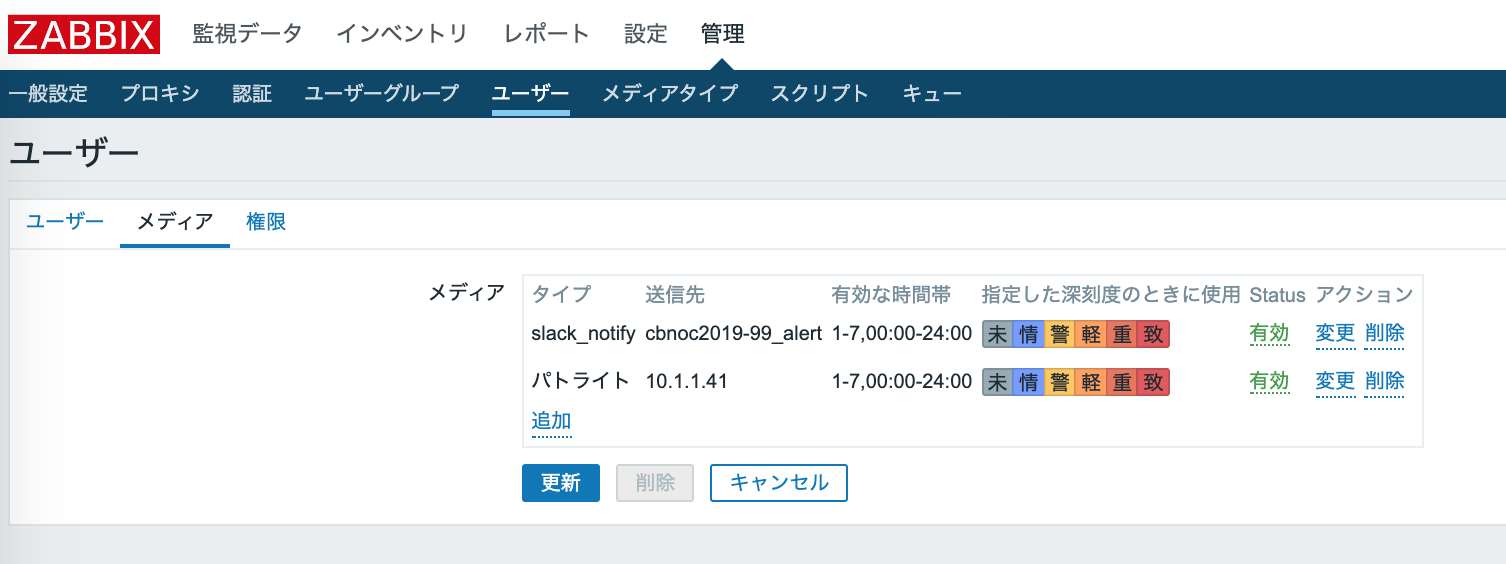 ZABBIX 監視データ インベントリ レポート 設定 管理
一般設定 プロキシ 認証 ユーザーグループ ユーザー メディアタイプ スクリプト キュー
ユーザー
ユーザー メディア 権限
メディア タイプ 送信先 有効な時間帯 指定した深刻度のときに使用 Status アクション
slack_notify cbnoc2019-99_alert 1-7,00:00-24:00 未 情 警 軽 重 致 有効 変更 削除
パトライト 10.1.1.41 1-7,00:00-24:00 未 情 警 軽 重 致 有効 変更 削除
追加
更新 削除 キャンセル